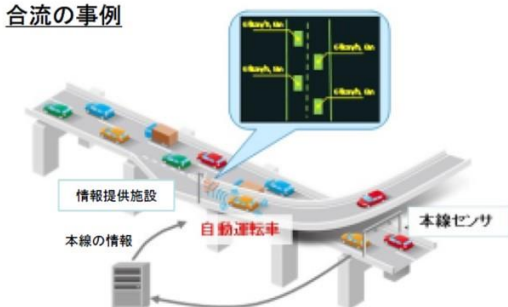 合流の事例
情報提供施設
自動運転車
本線センサ
本線の情報